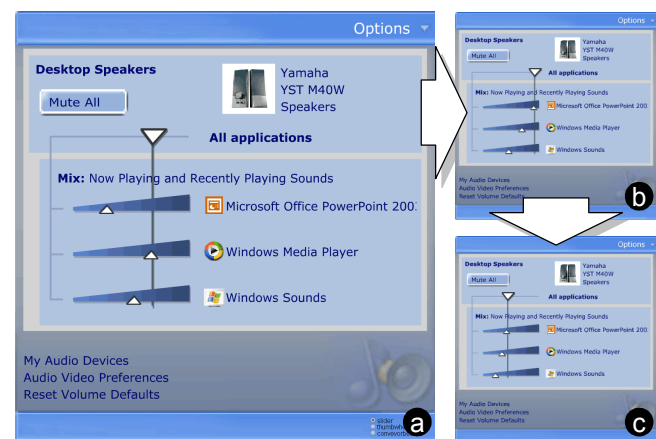 Options
Desktop Speakers
Yamaha
YST M40W
Speakers
Mute All
All applications
Mix: Now Playing and Recently Playing Sounds
Microsoft Office PowerPoint 200
Windows Media Player
Windows Sounds
My Audio Devices
Audio Video Preferences
Reset Volume Defaults
slider
a
Options
Desktop Speakers
Yamaha
YST M40W
Speakers
Mute All
All applications
Mix: Now Playing and Recently Playing Sounds
Microsoft Office PowerPoint 200
Windows Media Player
Windows Sounds
My Audio Devices
Audio Video Preferences
Reset Volume Defaults
b
Options
Desktop Speakers
Yamaha
YST M40W
Speakers
Mute All
All applications
Mix: Now Playing and Recently Playing Sounds
Microsoft Office PowerPoint 200
Windows Media Player
Windows Sounds
My Audio Devices
Audio Video Preferences
Reset Volume Defaults
c